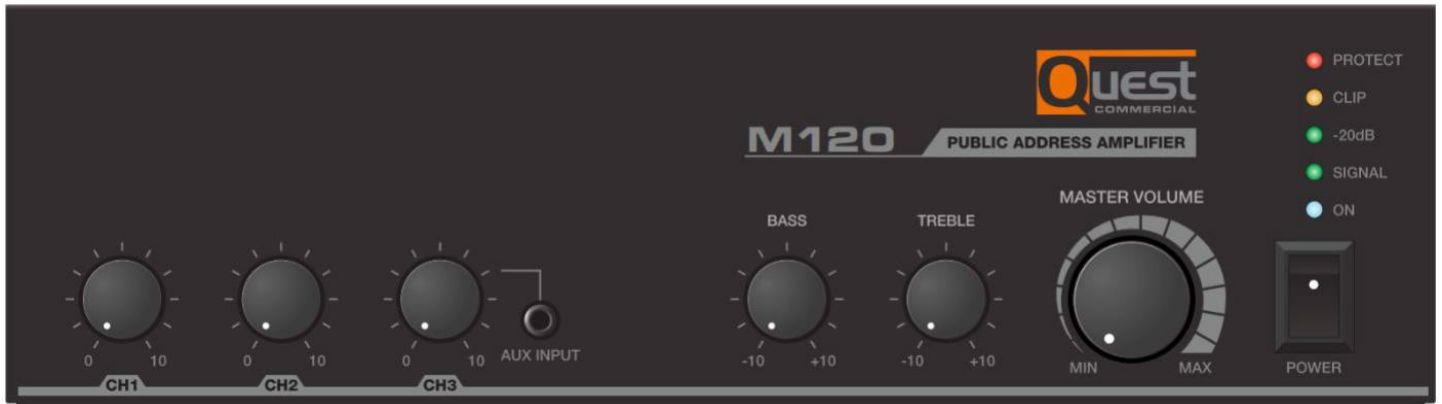 Quest
COMMERCIAL
M120 PUBLIC ADDRESS AMPLIFIER
PROTECT
CLIP
-20dB
SIGNAL
ON
MASTER VOLUME
BASS TREBLE
AUX INPUT
0 10 0 10 0 10
-10 +10 -10 +10
MIN MAX
POWER
CH1 CH2 CH3